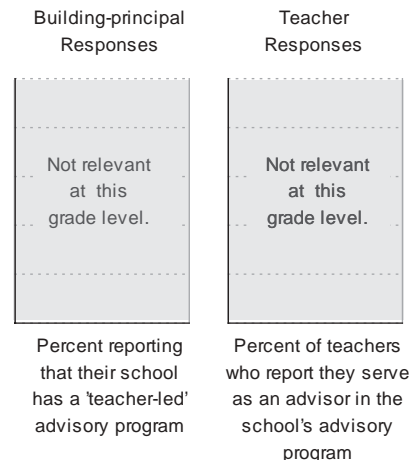 Building-principal
Responses
Not relevant
at this
grade level.
Percent reporting
that their school
has a 'teacher-led'
advisory program
Teacher
Responses
Not relevant
at this
grade level.
Percent of teachers
who report they serve
as an advisor in the
school's advisory
program